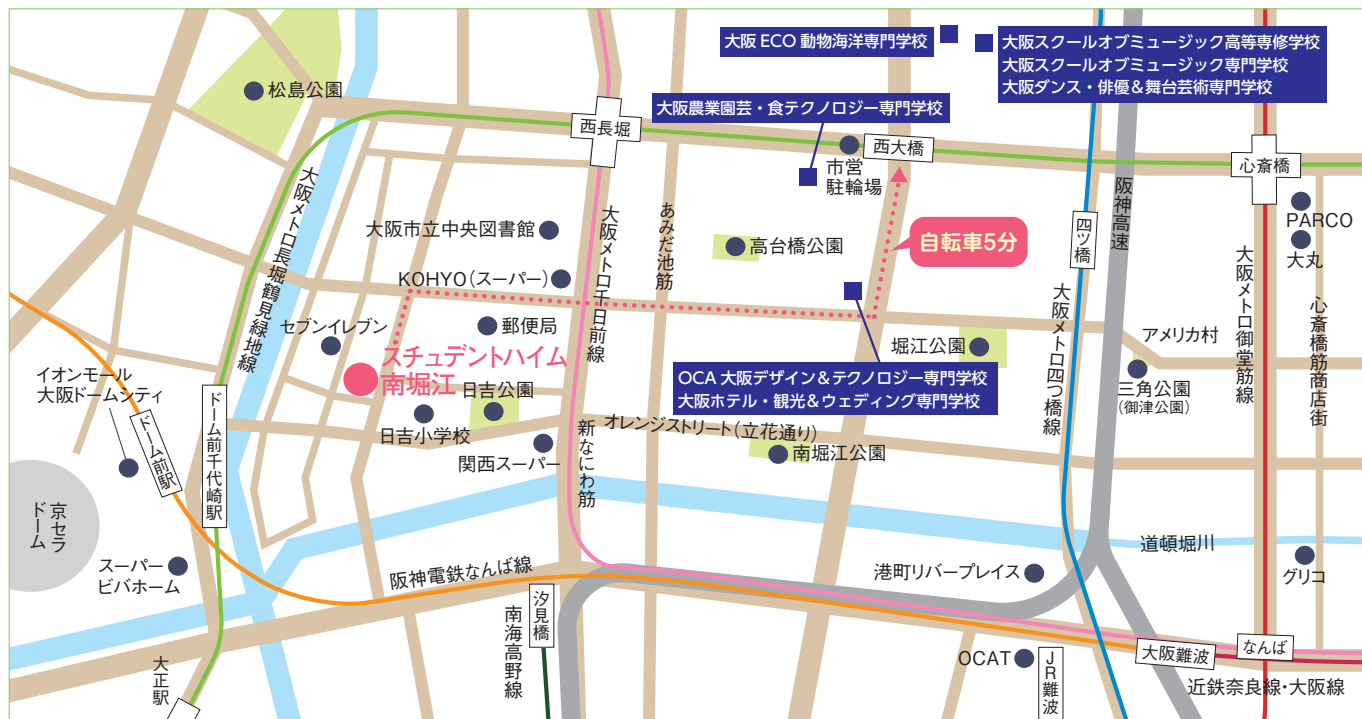 大阪 ECO 動物海洋専門学校
大阪スクールオブミュージック高等専修学校
大阪スクールオブミュージック専門学校
大阪ダンス・俳優＆舞台芸術専門学校
松島公園
大阪農業園芸・食テクノロジー専門学校
西長堀
西大橋
市営
駐輪場
心斎橋
阪神高速
大阪メトロ長堀鶴見緑地線
大阪市立中央図書館
大阪メトロ千日前線
あみだ池筋
高台橋公園
自転車5分
四ツ橋
PARCO
大丸
KOHYO（スーパー）
大阪メトロ御堂筋線
心斎橋筋商店街
セブンイレブン
郵便局
大阪メトロ四つ橋線
アメリカ村
堀江公園
スチュデントハイム
南堀江
イオンモール
大阪ドームシティ
日吉公園
OCA 大阪デザイン＆テクノロジー専門学校
大阪ホテル・観光＆ウェディング専門学校
三角公園
（御津公園）
ドーム前駅
ドーム前千代崎駅
日吉小学校
オレンジストリート（立花通り）
関西スーパー
新なにわ筋
南堀江公園
京セラ
ドーム
道頓堀川
スーパー
ビバホーム
阪神電鉄なんば線
港町リバープレイス
グリコ
汐見橋
南海高野線
大正駅
OCAT
JR難波
大阪難波
なんば
近鉄奈良線・大阪線